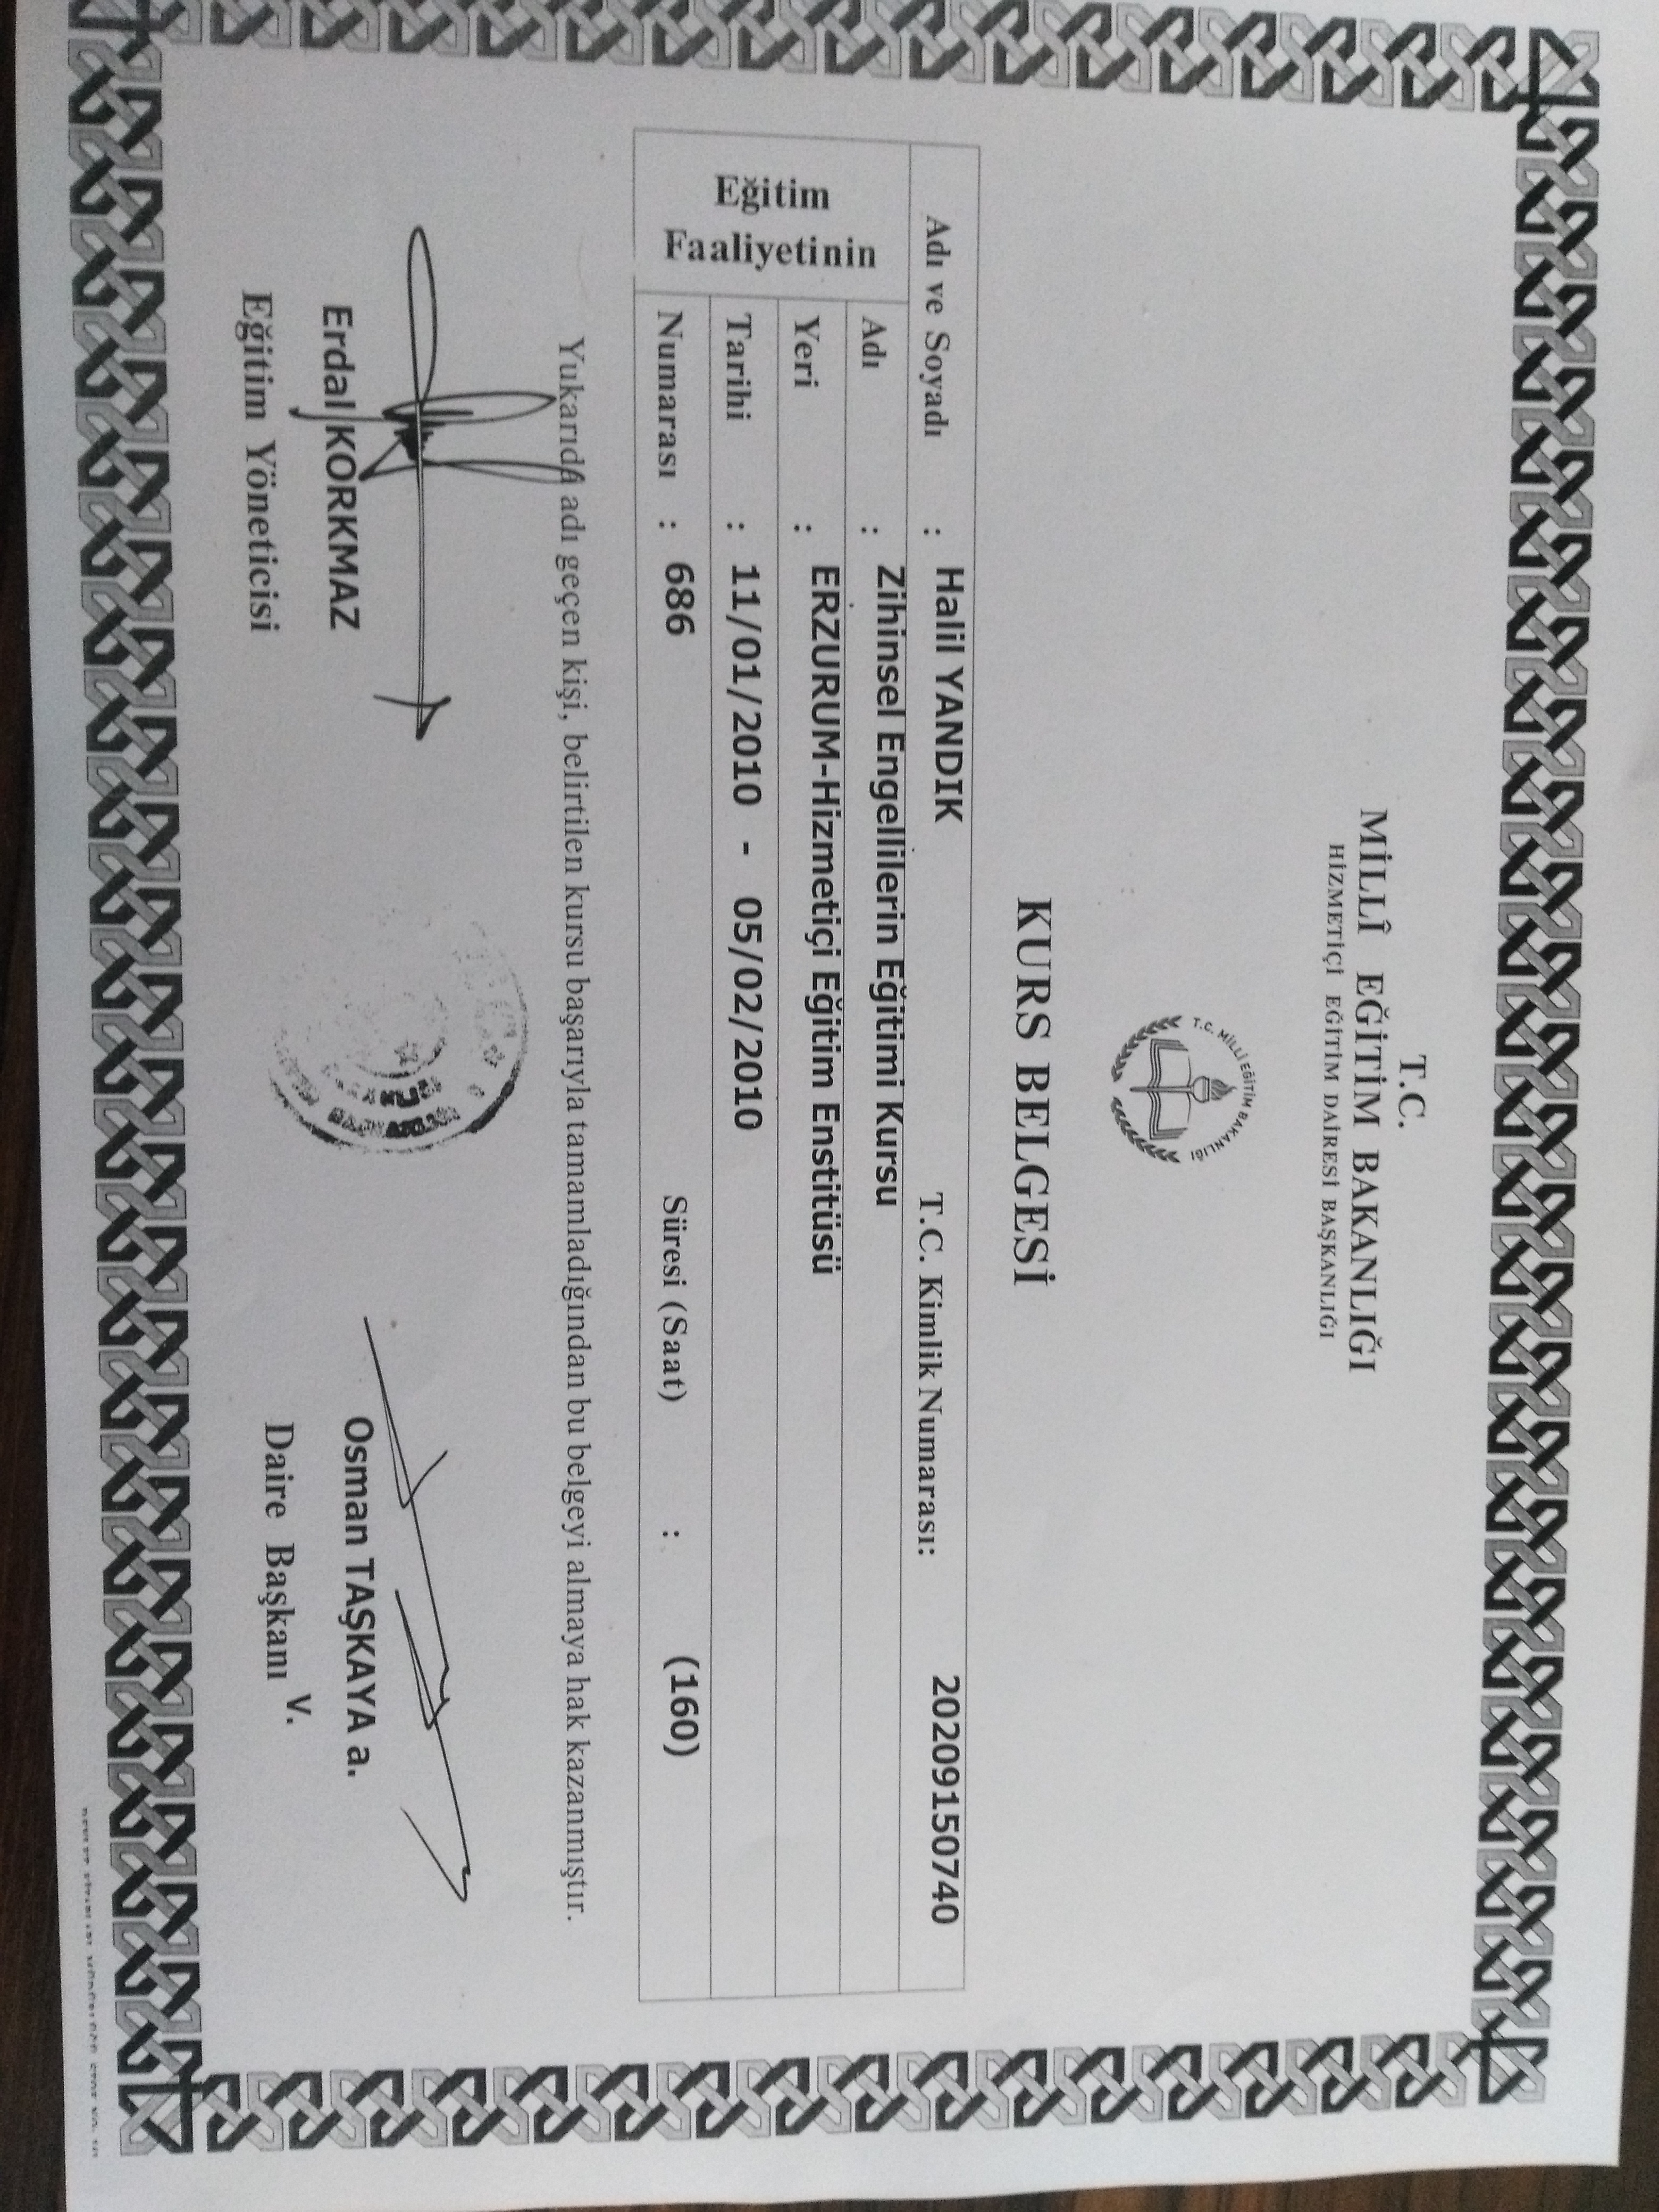 T.C.
MİLLÎ EĞİTİM BAKANLIĞI
HİZMETİÇİ EĞİTİM DAİRESİ BAŞKANLIĞI
T.C. MİLLÎ EĞİTİM BAKANLIĞI
KURS BELGESİ
Adı ve Soyadı : Halil YANDIK T.C. Kimlik Numarası: 20209150740
Eğitim Faaliyetinin
Adı : Zihinsel Engellilerin Eğitimi Kursu
Yeri : ERZURUM-Hizmetiçi Eğitim Enstitüsü
Tarihi : 11/01/2010 - 05/02/2010
Numarası : 686 Süresi (Saat) : (160)
Yukarıda adı geçen kişi, belirtilen kursu başarıyla tamamladığından bu belgeyi almaya hak kazanmıştır.
Erdal KORKMAZ Osman TAŞKAYA a.
Eğitim Yöneticisi Daire Başkanı V.